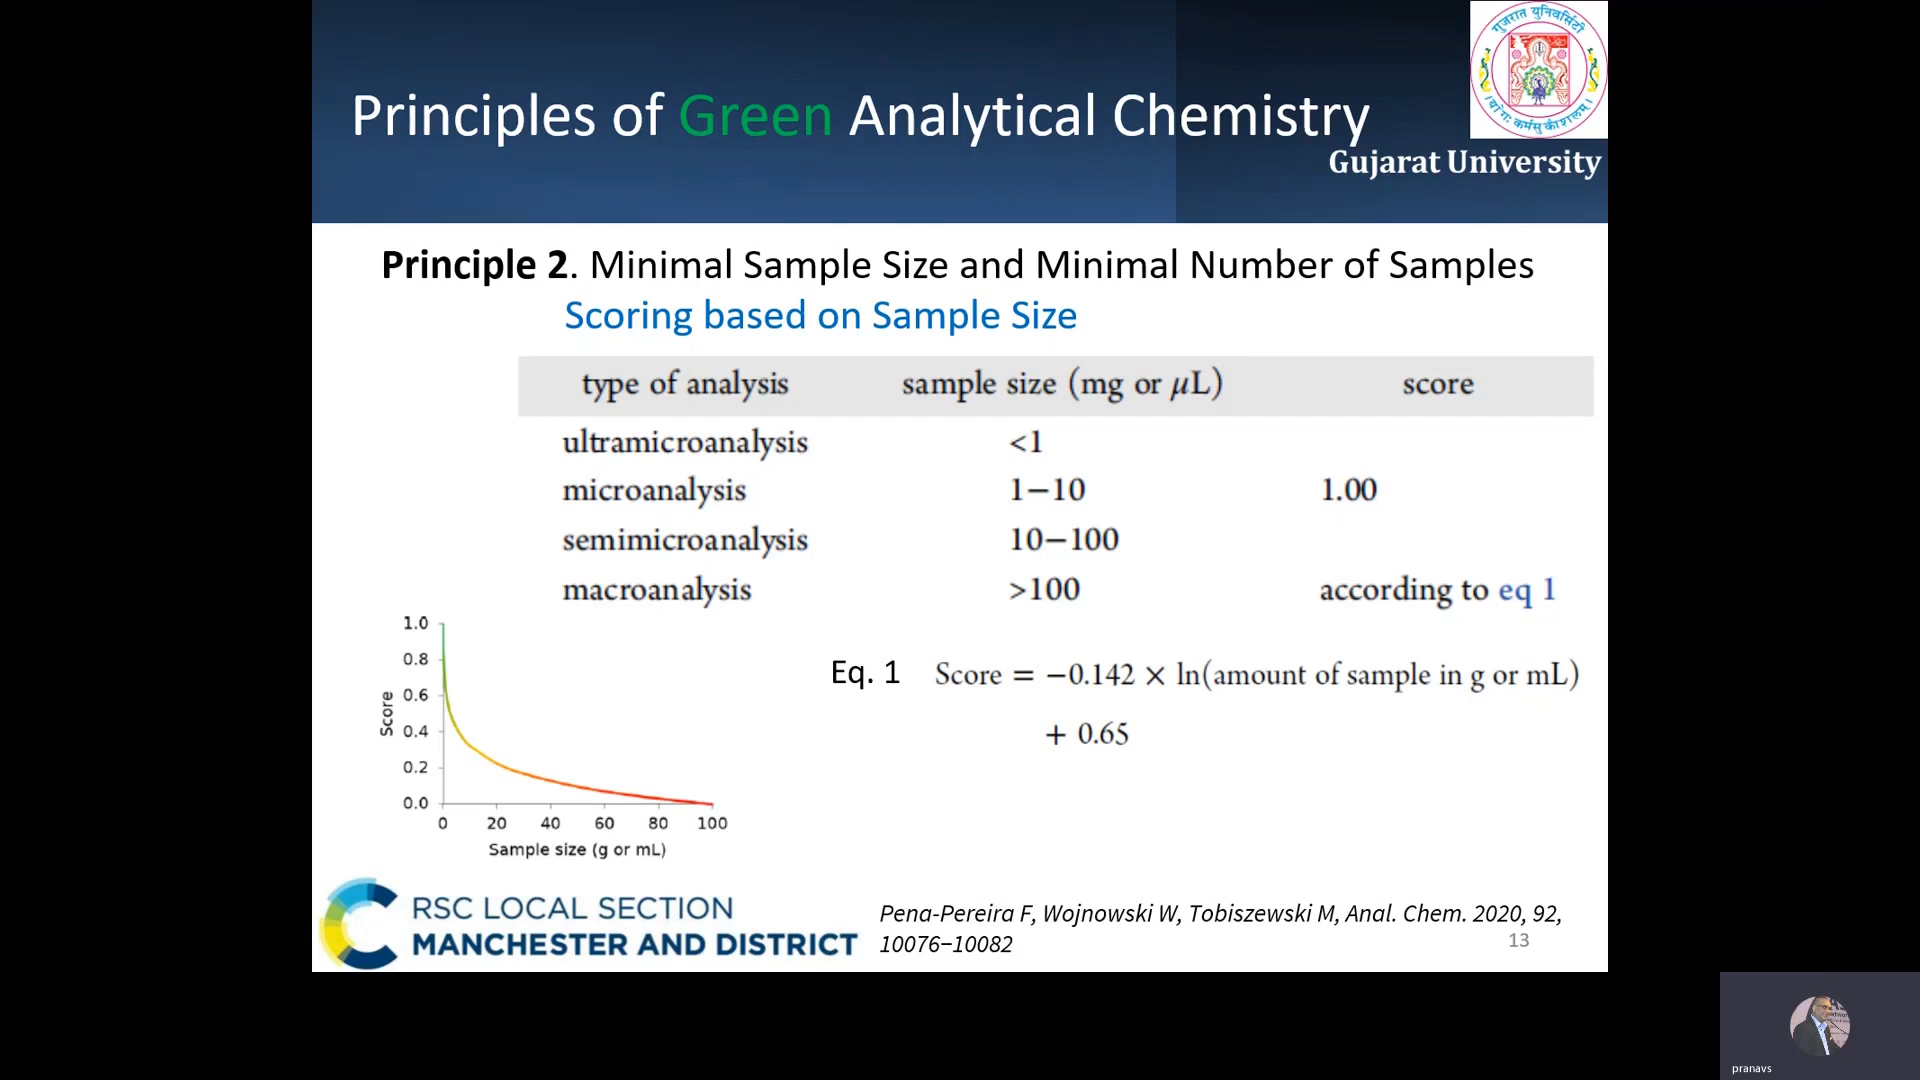 Principles of Green Analytical Chemistry
गुजरात युनिवर्सिटी
। योगः कर्मसु कौशलम् ।
Gujarat University
Principle 2. Minimal Sample Size and Minimal Number of Samples
Scoring based on Sample Size
type of analysis sample size (mg or μL) score
ultramicroanalysis <1
microanalysis 1−10 1.00
semimicroanalysis 10−100
macroanalysis >100 according to eq 1
Eq. 1 Score = −0.142 × ln(amount of sample in g or mL)
+ 0.65
Score
1.0
0.8
0.6
0.4
0.2
0.0
0 20 40 60 80 100
Sample size (g or mL)
RSC LOCAL SECTION
MANCHESTER AND DISTRICT
Pena-Pereira F, Wojnowski W, Tobiszewski M, Anal. Chem. 2020, 92,
10076−10082
13
pranavs